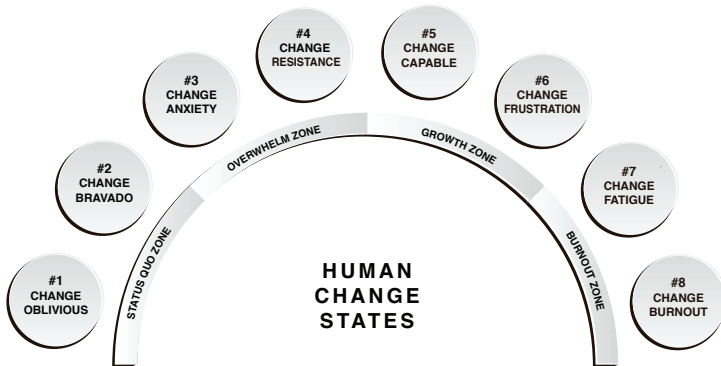 #1
CHANGE
OBLIVIOUS
#2
CHANGE
BRAVADO
#3
CHANGE
ANXIETY
#4
CHANGE
RESISTANCE
#5
CHANGE
CAPABLE
#6
CHANGE
FRUSTRATION
#7
CHANGE
FATIGUE
#8
CHANGE
BURNOUT
STATUS QUO ZONE
OVERWHELM ZONE
GROWTH ZONE
BURNOUT ZONE
HUMAN
CHANGE
STATES